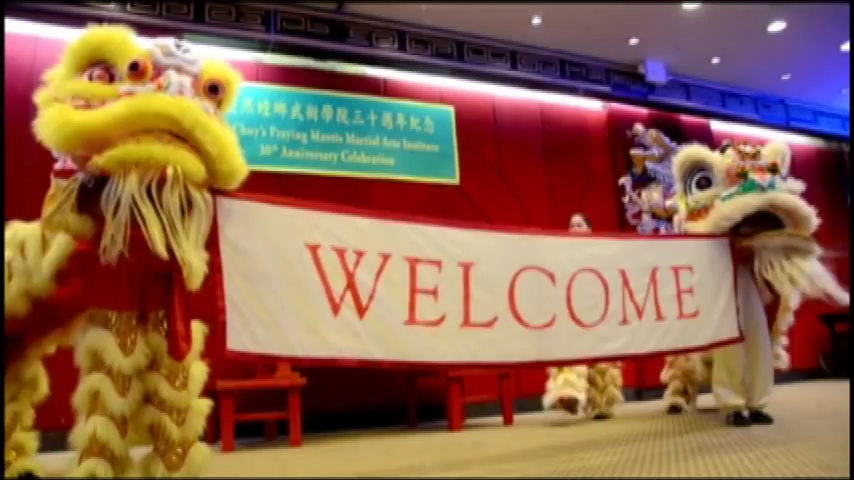 螳螂武術學院三十週年紀念
Chuy's Praying Mantis Martial Arts Institute
30th Anniversary Celebration
WELCOME